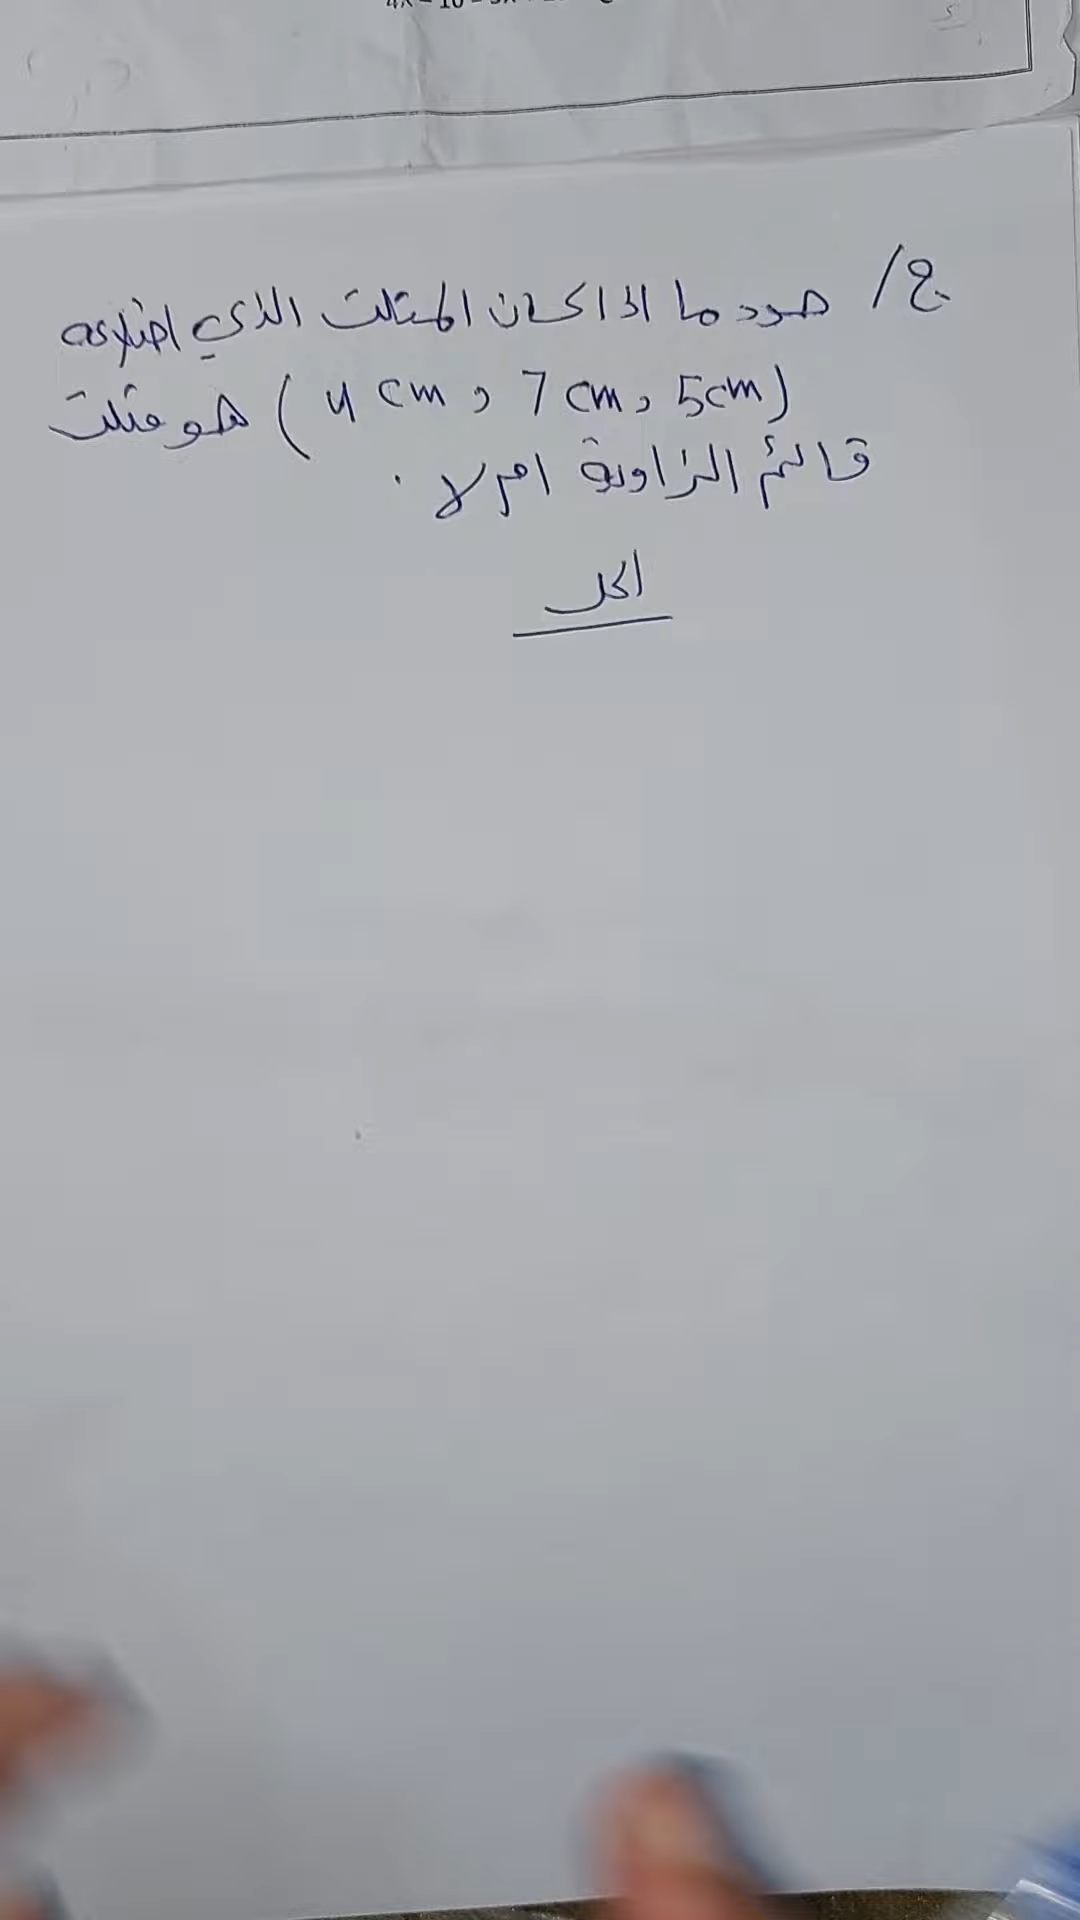 ج/ حدد ما اذا كان المثلث الذي اضلاعه
(4 cm , 7 cm , 5cm) هو مثلث
قائم الزاوية ام لا .
الحل